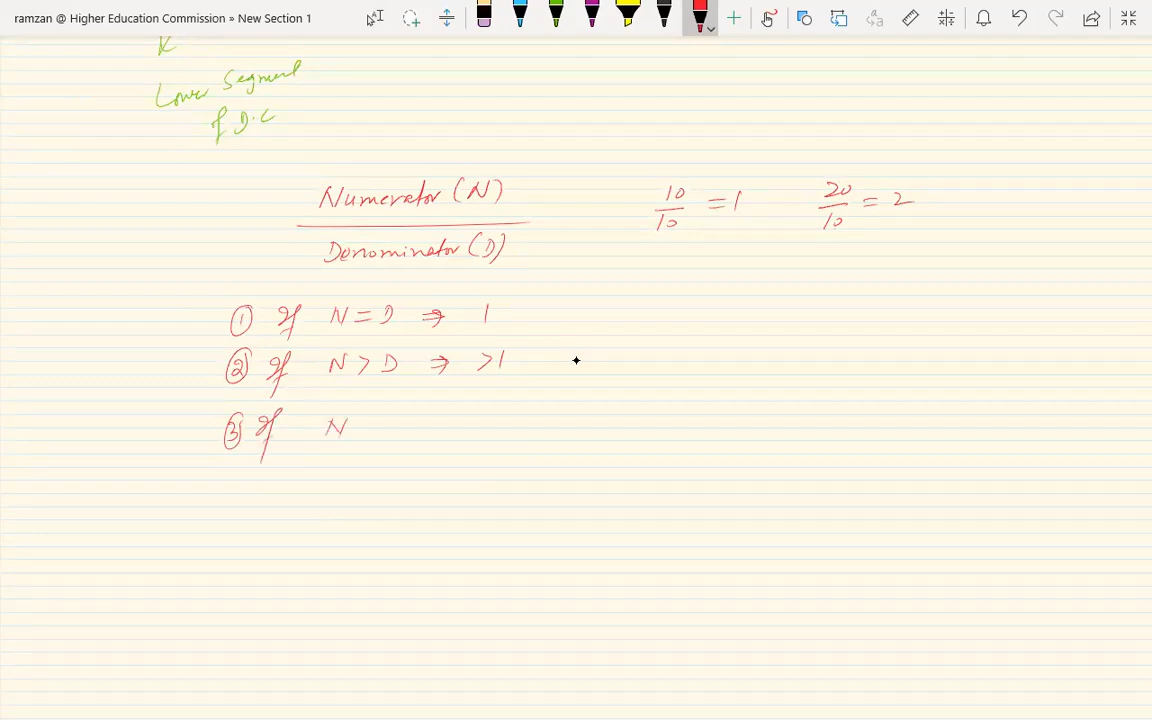 ramzan @ Higher Education Commission » New Section 1
K
Lower Segment
of D.C
Numerator (N)
Denominator (D)
10/10 = 1
20/10 = 2
① If N = D ⇒ 1
② If N > D ⇒ >1
③ If N